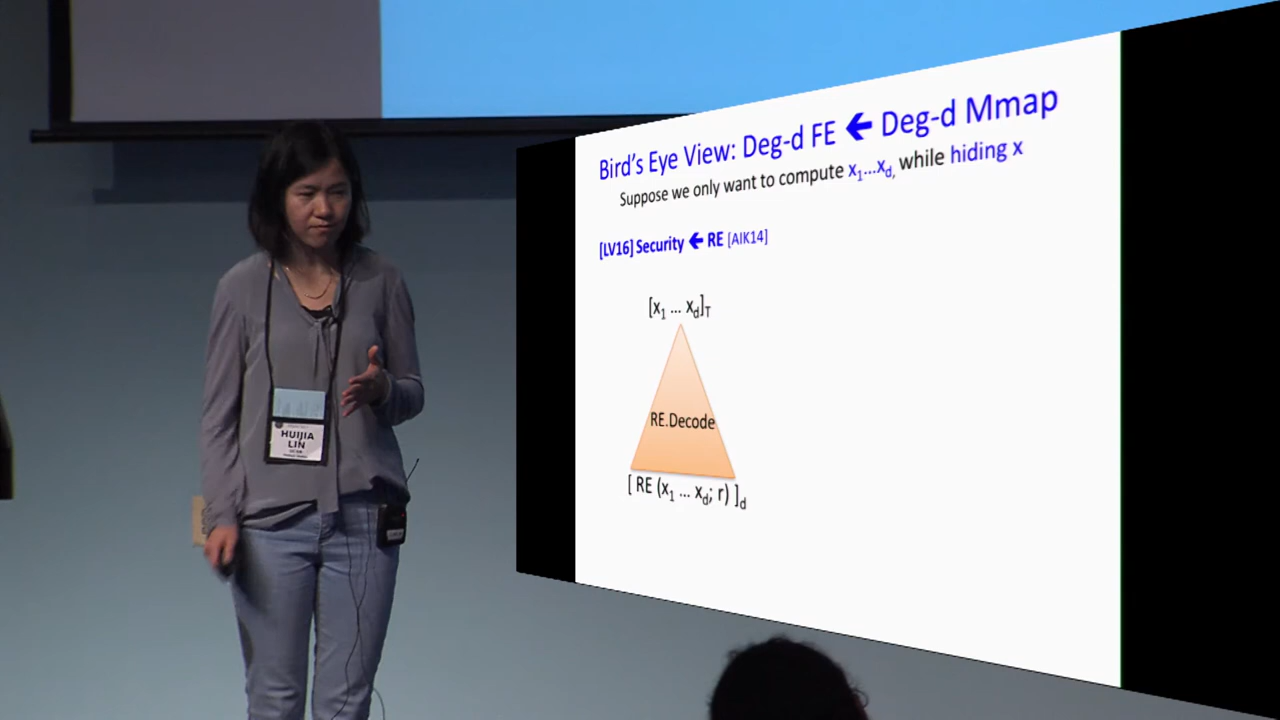 Bird's Eye View: Deg-d FE ← Deg-d Mmap
Suppose we only want to compute x1...xd, while hiding x
[LV16] Security ← RE [AIK14]
[x1 ... xd]T
RE.Decode
[ RE (x1 ... xd; r) ]d
HUIJIA
LIN